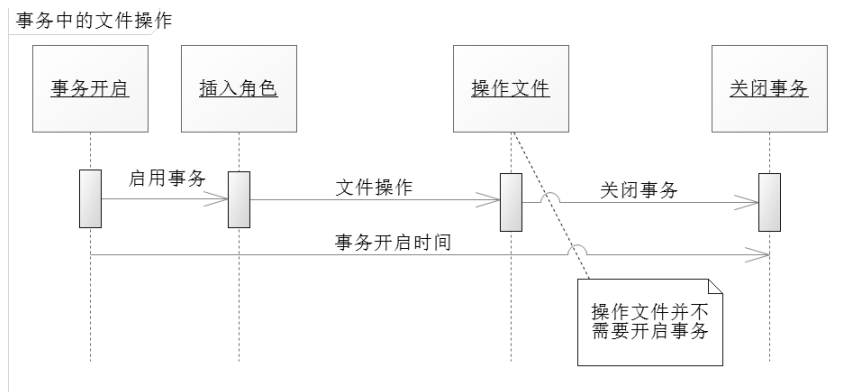 事务中的文件操作
事务开启
插入角色
操作文件
关闭事务
启用事务
文件操作
关闭事务
事务开启时间
操作文件并不
需要开启事务